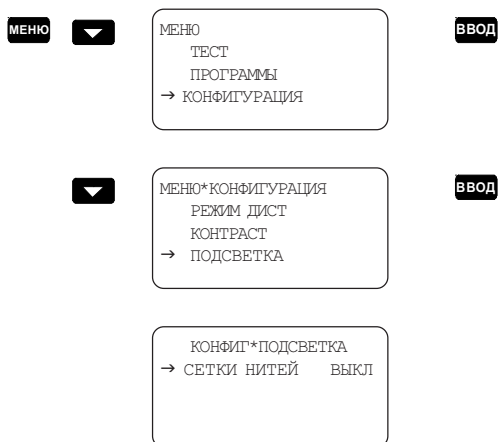 МЕНЮ
МЕНЮ
ТЕСТ
ПРОГРАММЫ
→ КОНФИГУРАЦИЯ
ВВОД
МЕНЮ*КОНФИГУРАЦИЯ
РЕЖИМ ДИСТ
КОНТРАСТ
→ ПОДСВЕТКА
ВВОД
КОНФИГ*ПОДСВЕТКА
→ СЕТКИ НИТЕЙ ВЫКЛ